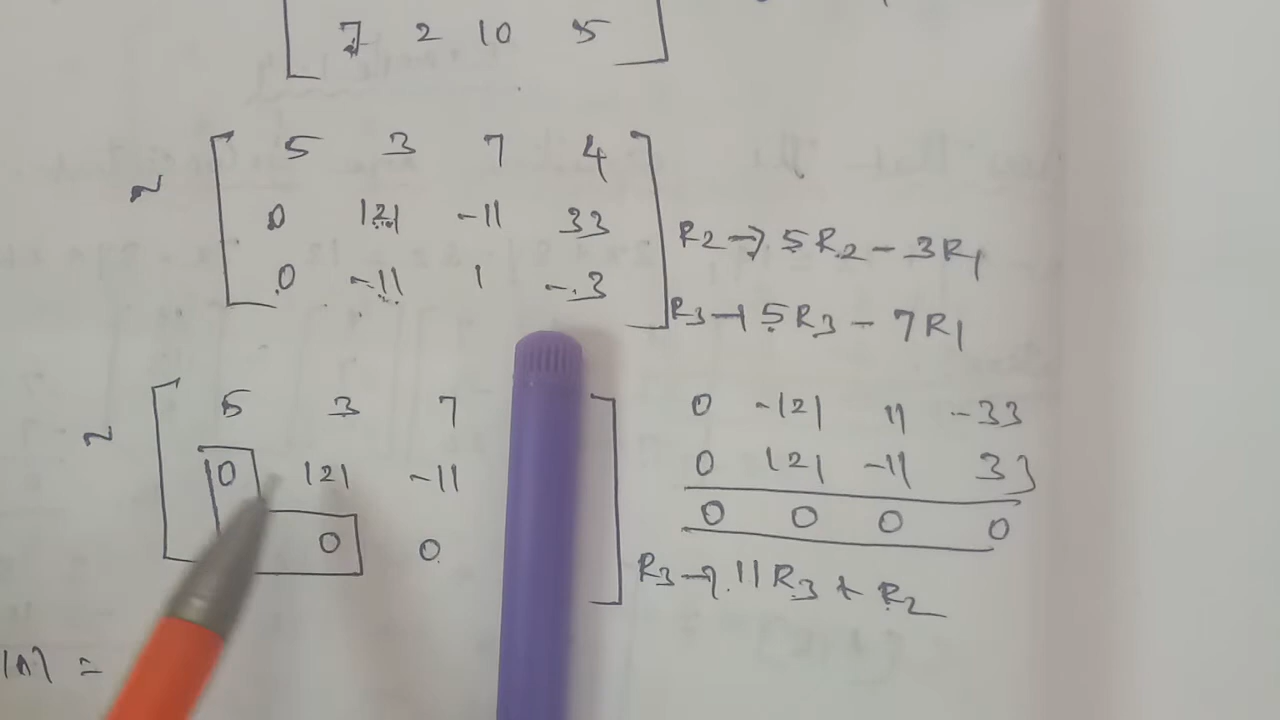 7 2 10 5
~ 5 3 7 4
0 121 -11 33 R2 → 5R2 - 3R1
0 -11 1 -3 R3 → 5R3 - 7R1
~ 5 3 7
0 121 -11
0 0
0 -121 11 -33
0 121 -11 33
0 0 0 0
R3 → 11R3 + R2